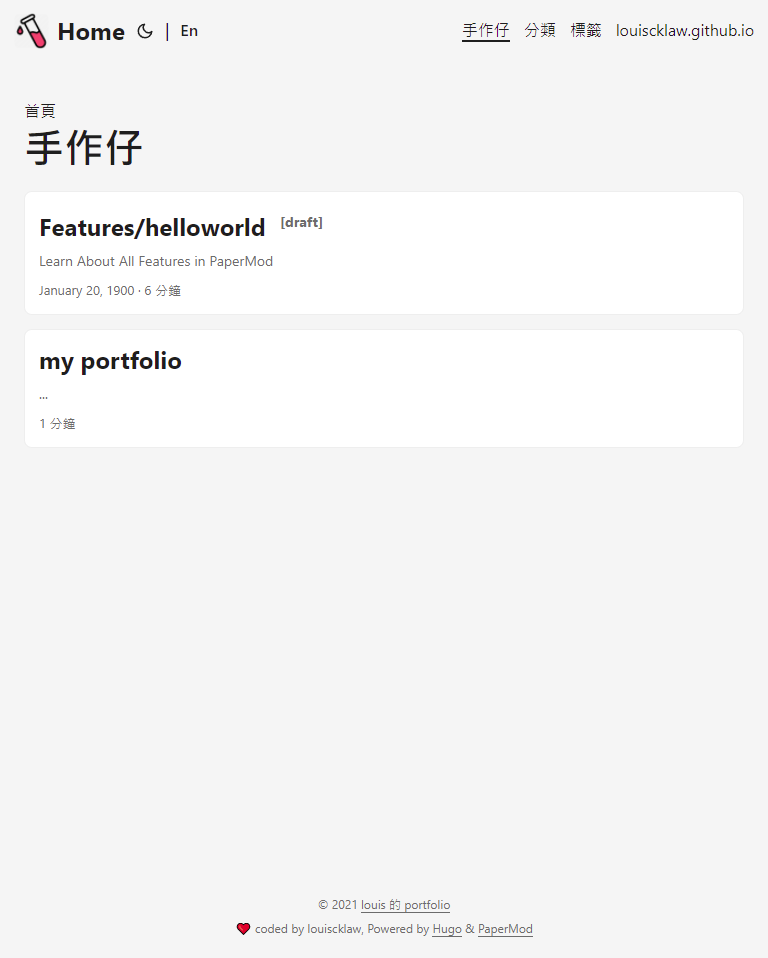 Home | En 手作仔 分類 標籤 louiscklaw.github.io
首頁
手作仔
Features/helloworld [draft]
Learn About All Features in PaperMod
January 20, 1900 · 6 分鐘
my portfolio
...
1 分鐘
© 2021 louis 的 portfolio
coded by louiscklaw, Powered by Hugo & PaperMod